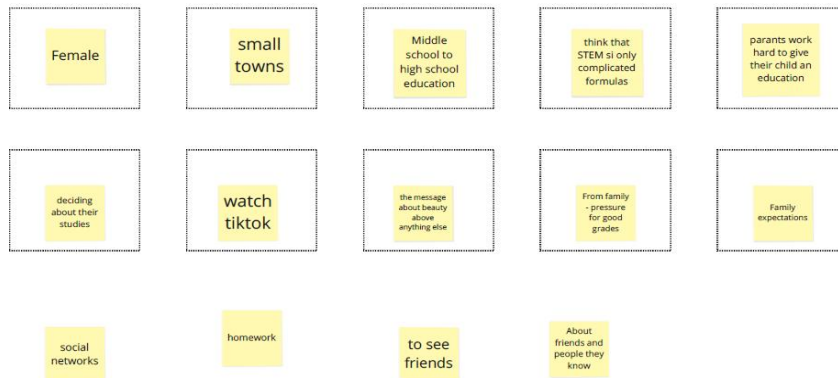 Female
small
towns
Middle
school to
high school
education
think that
STEM si only
complicated
formulas
parants work
hard to give
their child an
education
deciding
about their
studies
watch
tiktok
the message
about beauty
above
anything else
From family
- pressure
for good
grades
Family
expectations
social
networks
homework
to see
friends
About
friends and
people they
know